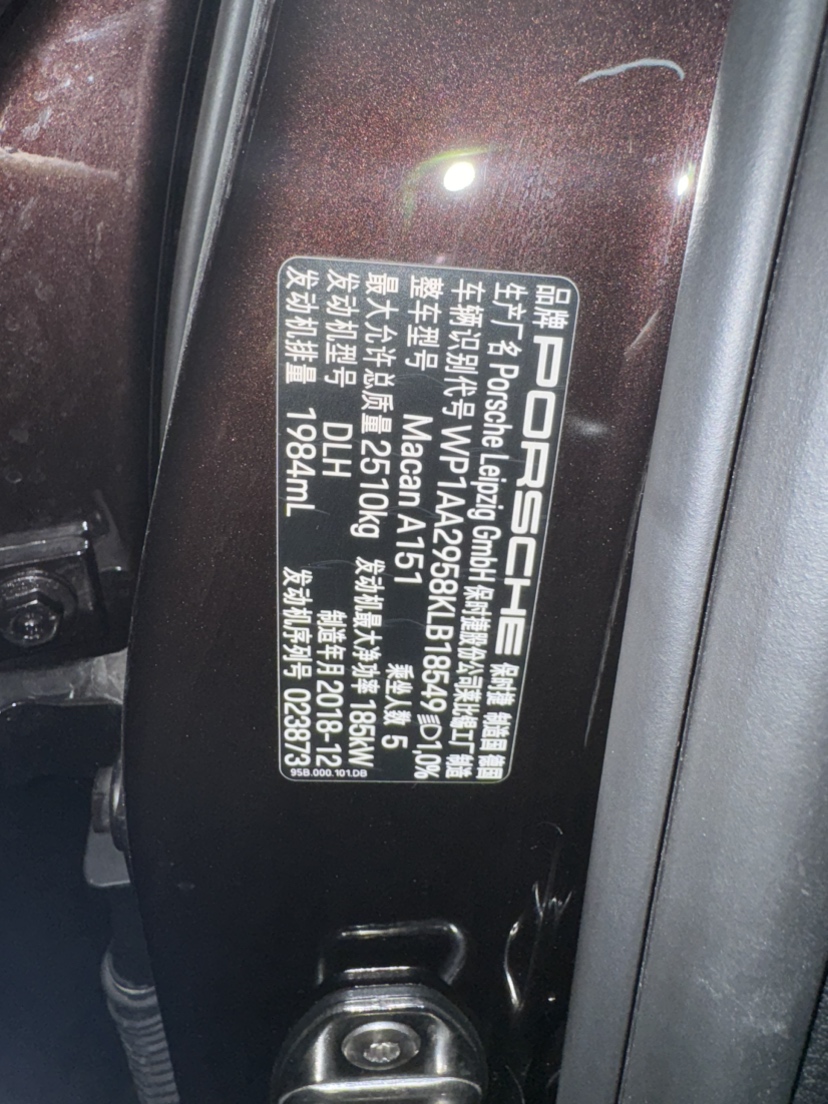 品牌 PORSCHE 保时捷 制造国 德国
生产厂名 Porsche Leipzig GmbH 保时捷股份公司莱比锡工厂 制造
车辆识别代号 WP1AA2958KLB18549 1,0%
整车型号 Macan A151 乘坐人数 5
最大允许总质量 2510kg 发动机最大净功率 185kW
发动机型号 DLH 制造年月 2018-12
发动机排量 1984mL 发动机序列号 023873
95B.000.101.DB